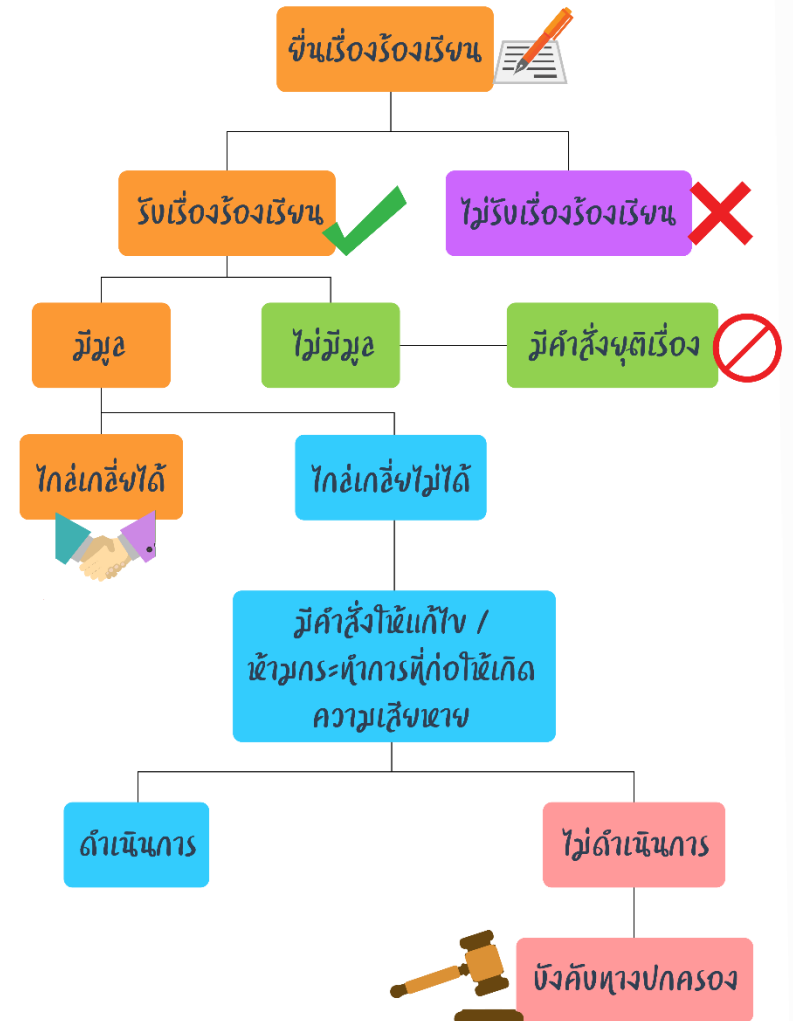 ยื่นเรื่องร้องเรียน
รับเรื่องร้องเรียน
ไม่รับเรื่องร้องเรียน
มีมูล
ไม่มีมูล
มีคำสั่งยุติเรื่อง
ไกล่เกลี่ยได้
ไกล่เกลี่ยไม่ได้
มีคำสั่งให้แก้ไข /
ห้ามกระทำการที่ก่อให้เกิด
ความเสียหาย
ดำเนินการ
ไม่ดำเนินการ
บังคับทางปกครอง